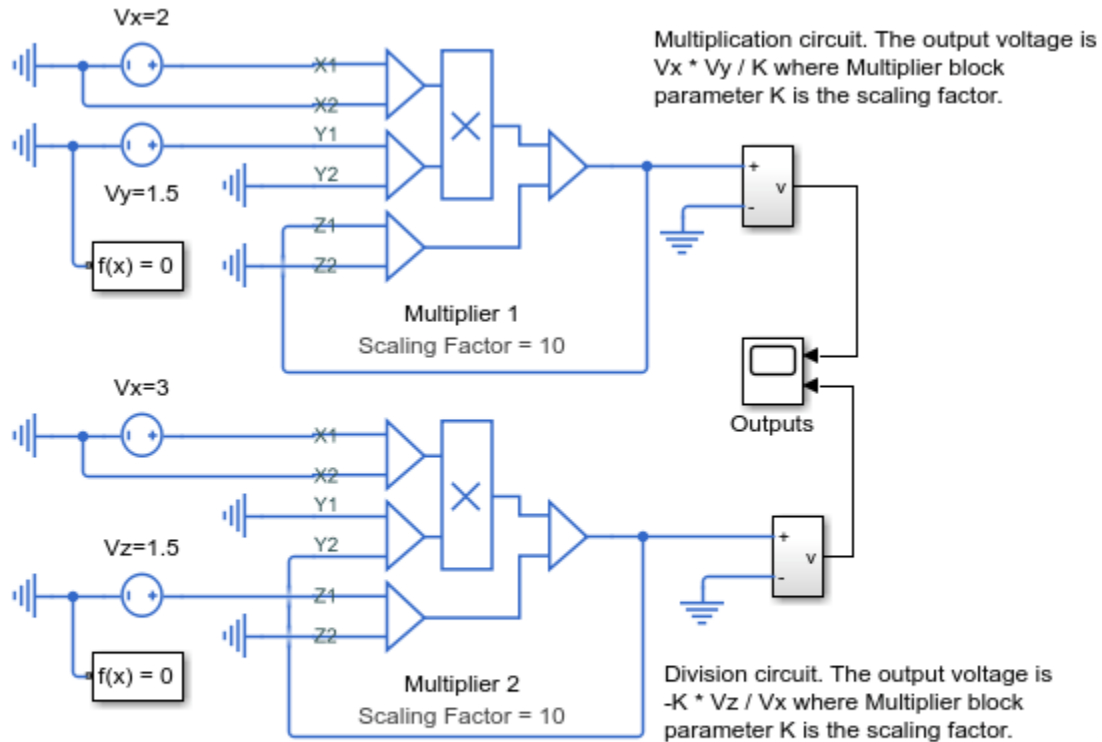 Vx=2
Multiplication circuit. The output voltage is
Vx * Vy / K where Multiplier block
parameter K is the scaling factor.
X1
X2
Y1
Y2
Vy=1.5
Z1
Z2
f(x) = 0
+
-
v
Multiplier 1
Scaling Factor = 10
Vx=3
Outputs
X1
X2
Y1
Y2
Vz=1.5
Z1
Z2
f(x) = 0
+
-
v
Multiplier 2
Scaling Factor = 10
Division circuit. The output voltage is
-K * Vz / Vx where Multiplier block
parameter K is the scaling factor.